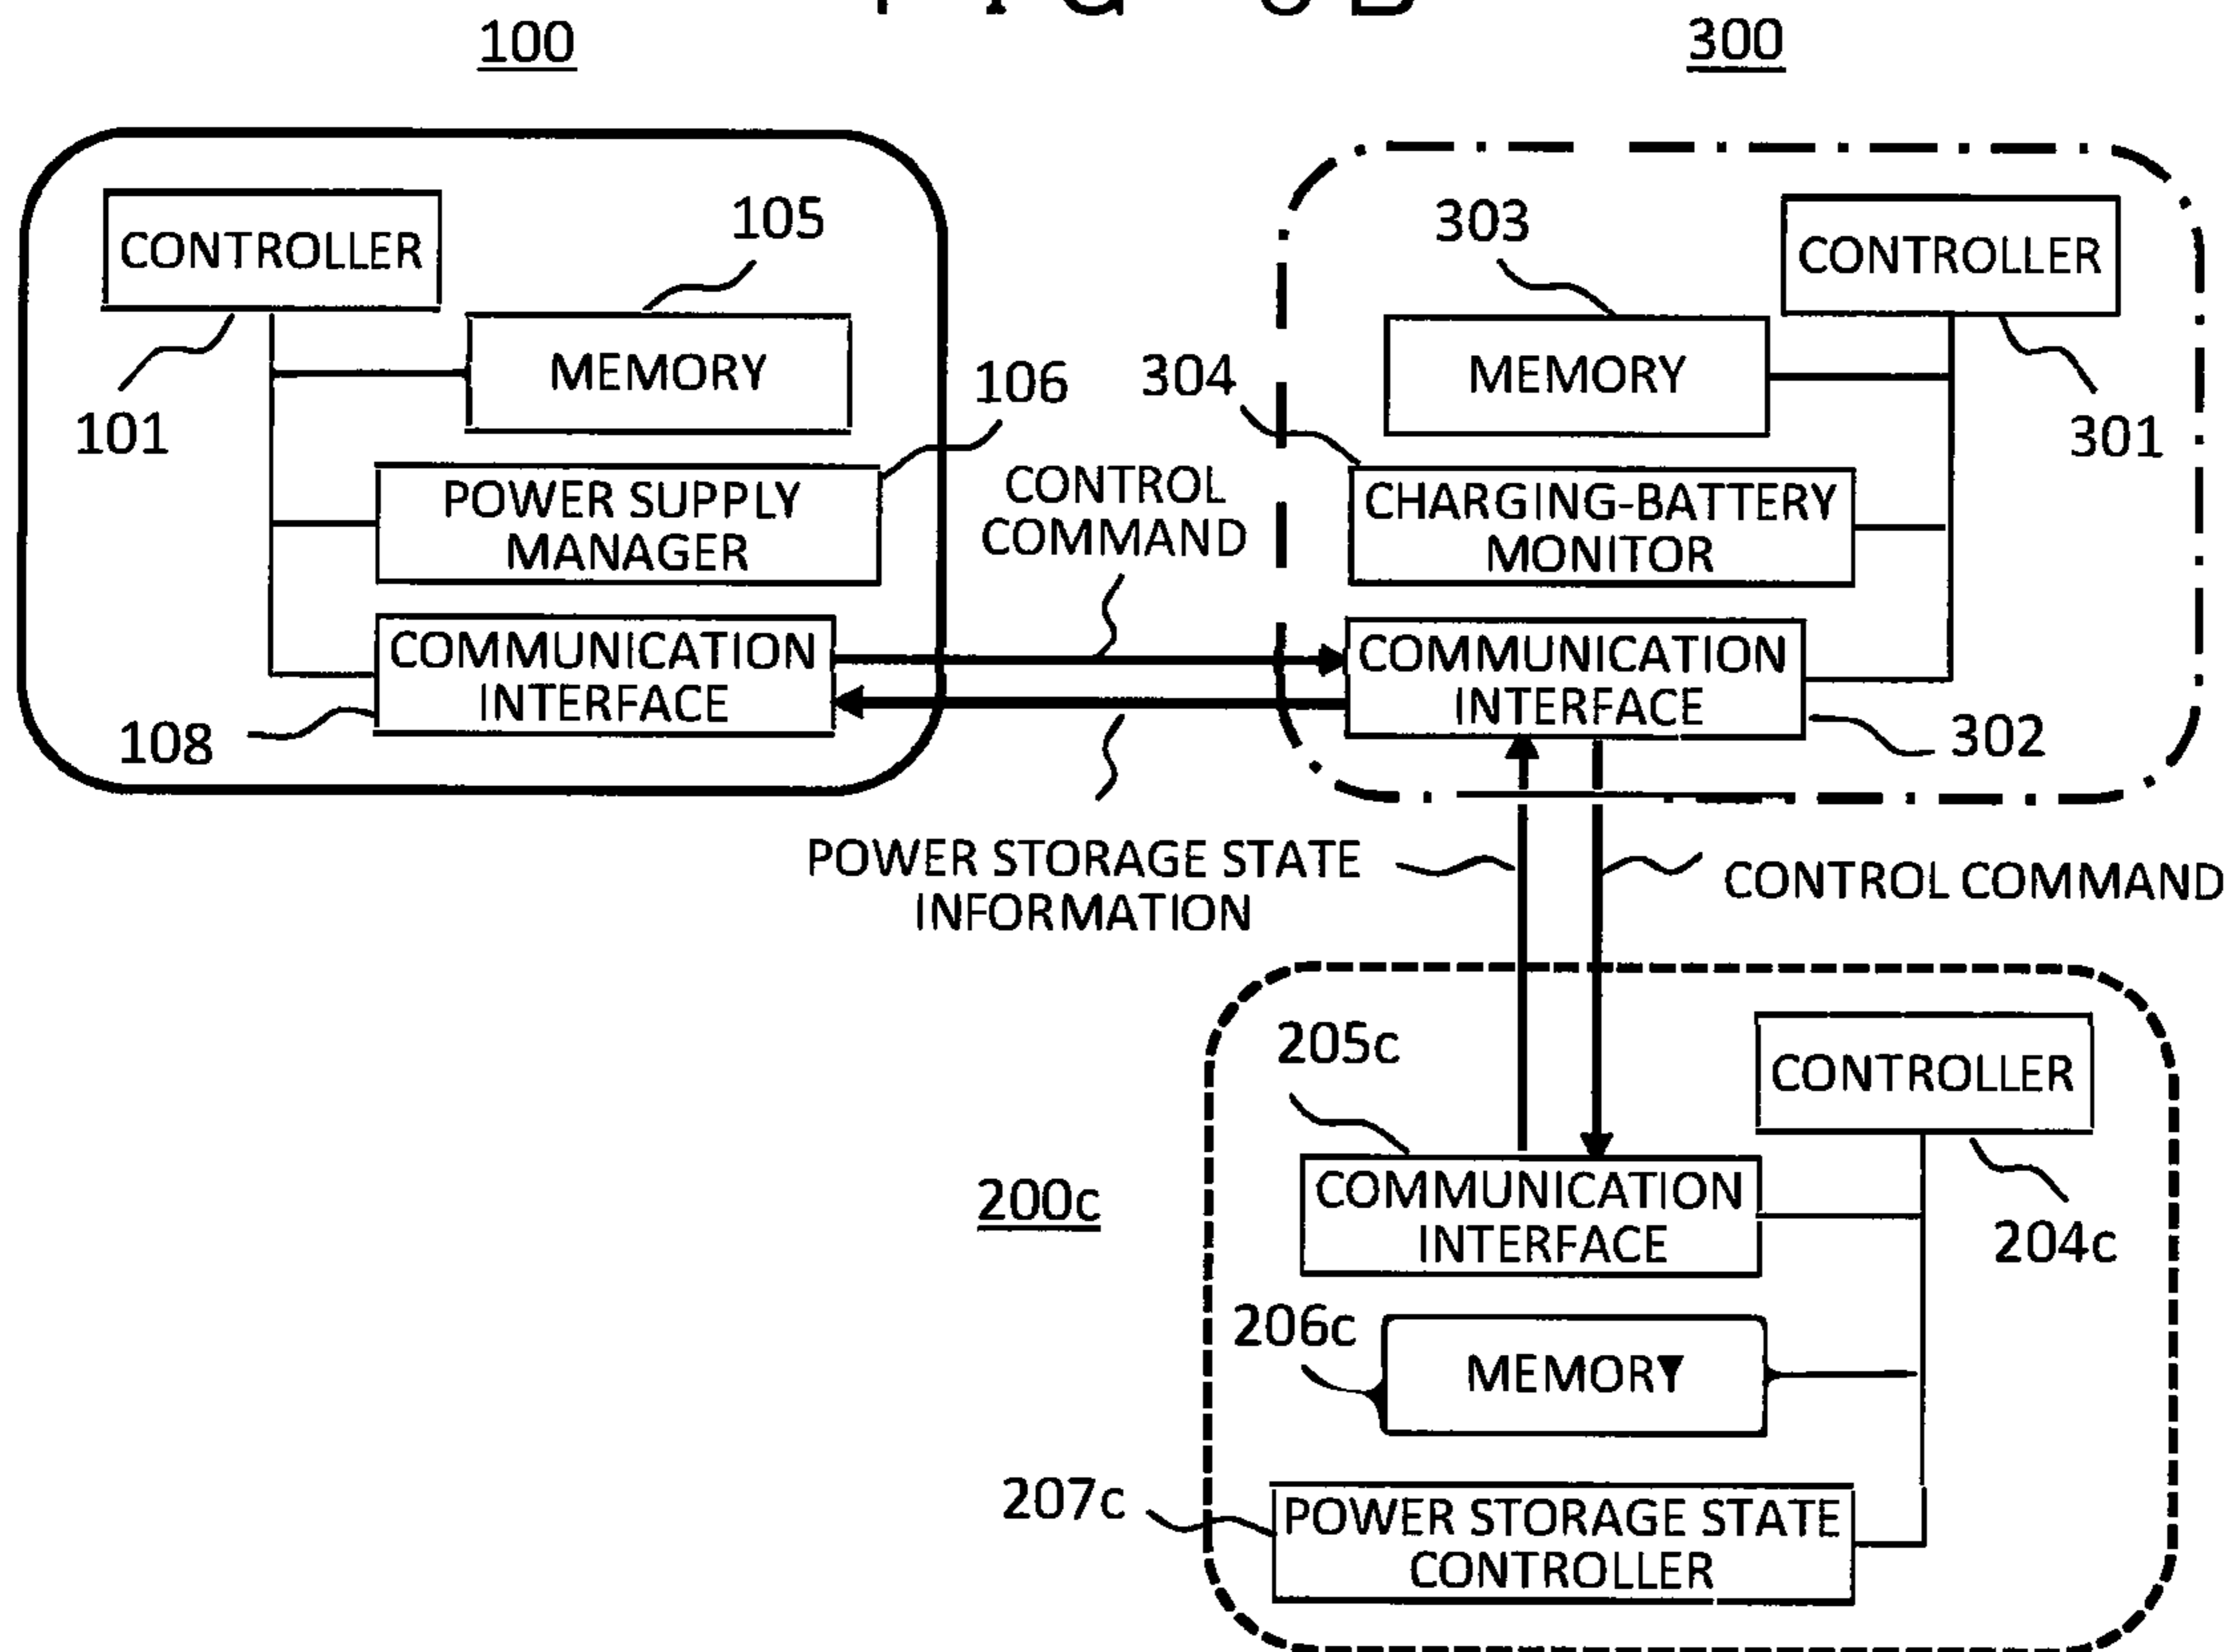 100
300
CONTROLLER
101
105
MEMORY
106
POWER SUPPLY
MANAGER
COMMUNICATION
INTERFACE
108
CONTROL
COMMAND
303
MEMORY
CONTROLLER
301
304
CHARGING-BATTERY
MONITOR
COMMUNICATION
INTERFACE
302
POWER STORAGE STATE
INFORMATION
CONTROL COMMAND
200c
205c
COMMUNICATION
INTERFACE
CONTROLLER
204c
206c
MEMORY
207c
POWER STORAGE STATE
CONTROLLER